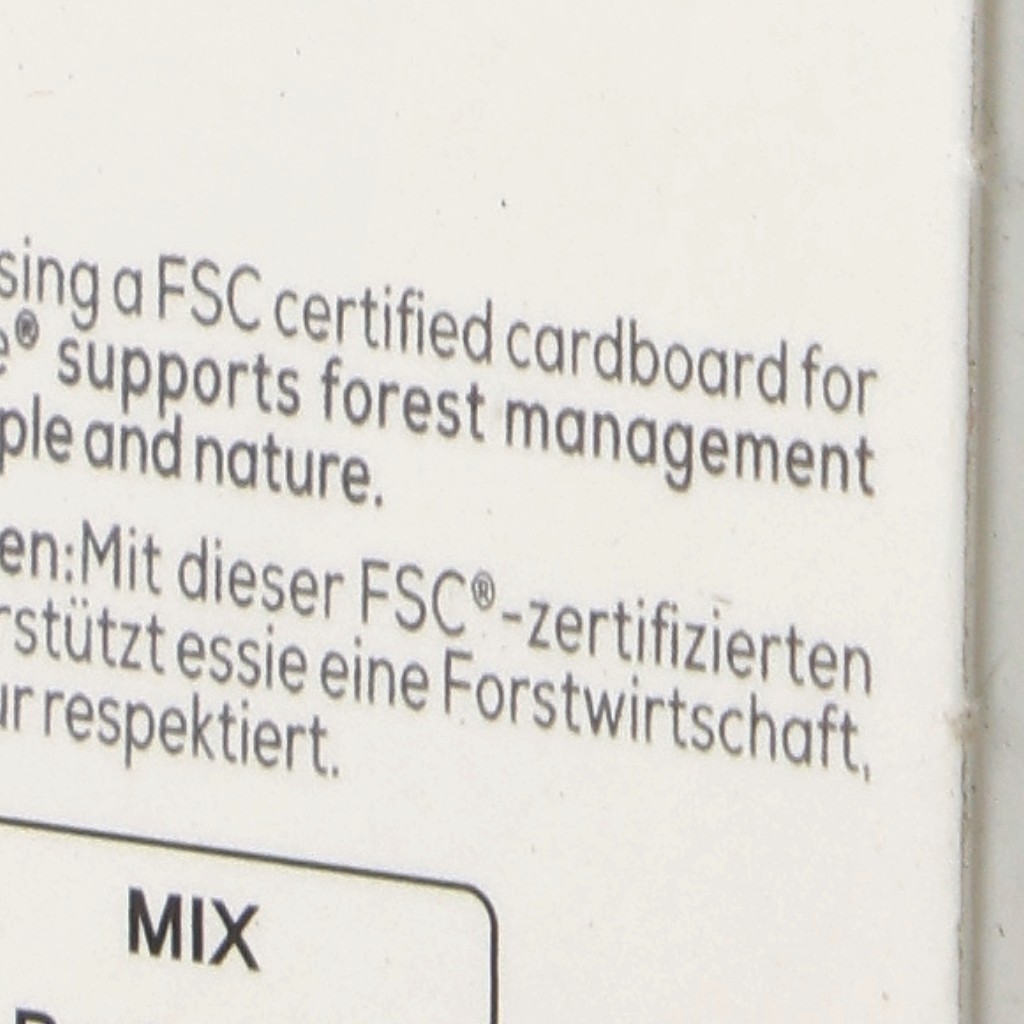 sing a FSC certified cardboard for
e® supports forest management
ple and nature.
en:Mit dieser FSC®-zertifizierten
rstützt essie eine Forstwirtschaft,
ur respektiert.
MIX